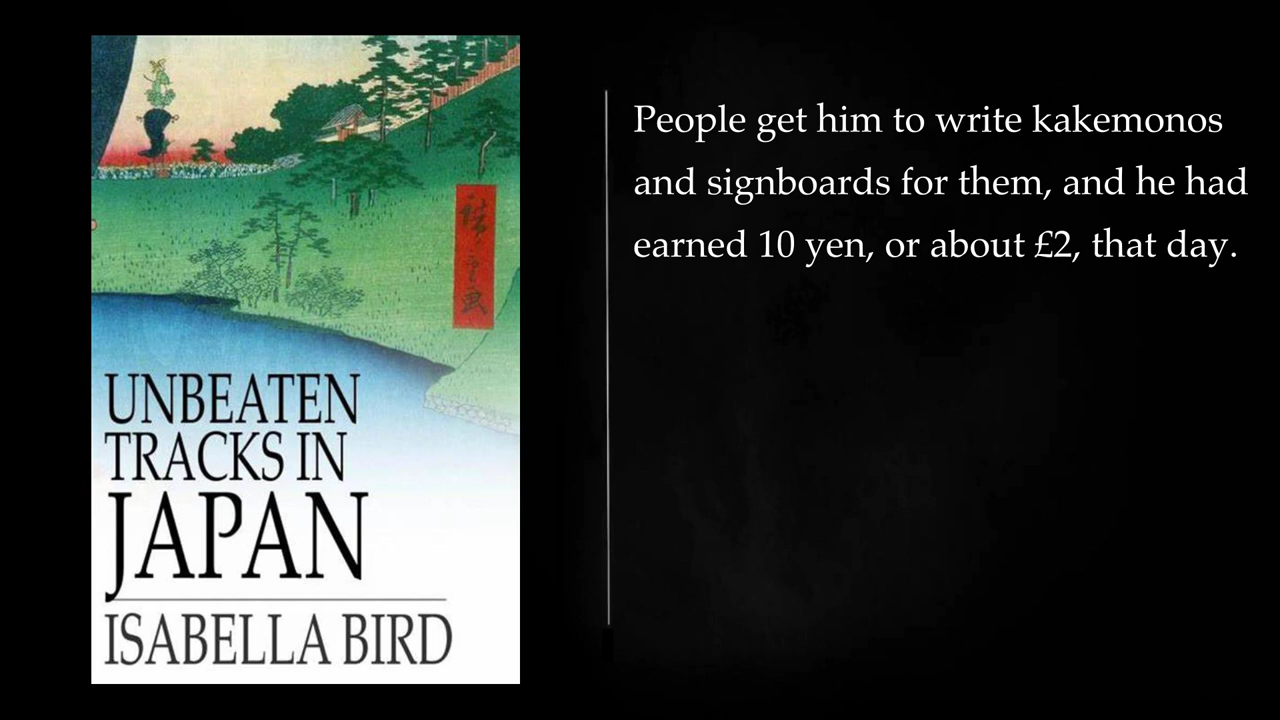 UNBEATEN
TRACKS IN
JAPAN
ISABELLA BIRD
People get him to write kakemonos
and signboards for them, and he had
earned 10 yen, or about £2, that day.